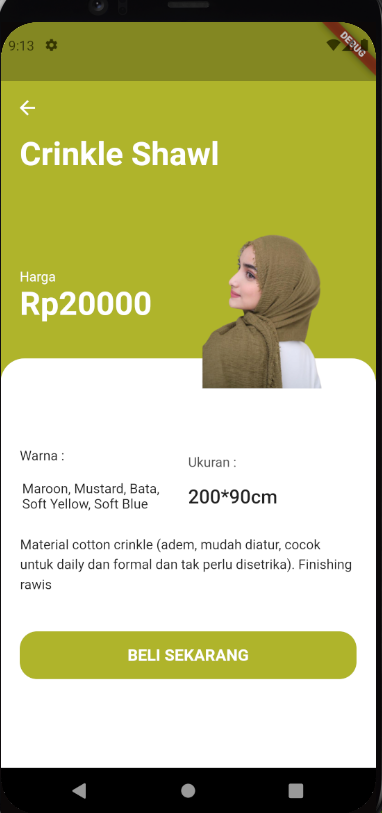 9:13
DEBUG
Crinkle Shawl
Harga
Rp20000
Warna :
Ukuran :
Maroon, Mustard, Bata,
Soft Yellow, Soft Blue
200*90cm
Material cotton crinkle (adem, mudah diatur, cocok
untuk daily dan formal dan tak perlu disetrika). Finishing
rawis
BELI SEKARANG